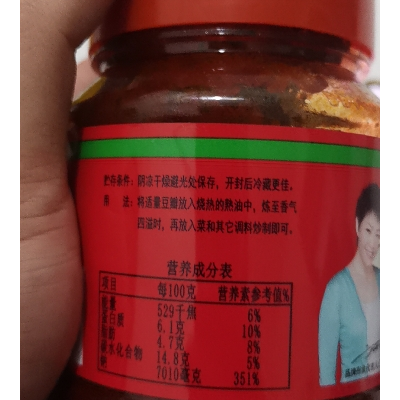 贮存条件：阴凉干燥避光处保存，开封后冷藏更佳。
用 法：将适量豆瓣放入烧热的熟油中，炼至香气
四溢时，再放入菜和其它调料炒制即可。
营养成分表
项目 每100克 营养素参考值%
能量 529千焦 6%
蛋白质 6.1克 10%
脂肪 4.7克 8%
碳水化合物 14.8克 5%
钠 7010毫克 351%